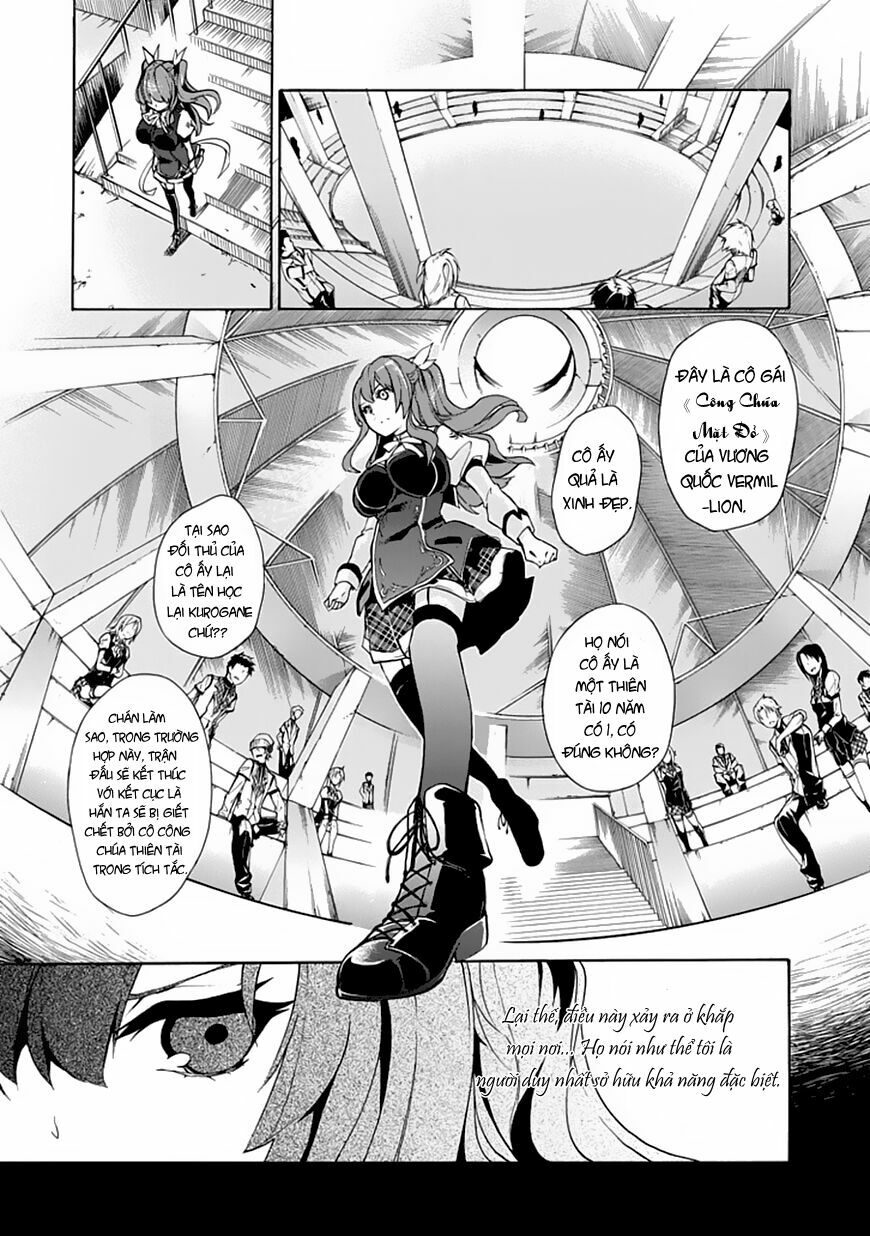 ĐÂY LÀ CÔ GÁI
《Công Chúa
Mặt Đỏ》
CỦA VƯƠNG
QUỐC VERMIL
-LION.
CÔ ẤY
QUẢ LÀ
XINH ĐẸP.
TẠI SAO
ĐỐI THỦ CỦA
CÔ ẤY LẠI
LÀ TÊN HỌC
LẠI KUROGANE
CHỨ??
HỌ NÓI
CÔ ẤY LÀ
MỘT THIÊN
TÀI 10 NĂM
CÓ 1, CÓ
ĐÚNG KHÔNG?
CHÁN LÀM
SAO, TRONG TRƯỜNG
HỢP NÀY, TRẬN
ĐẤU SẼ KẾT THÚC
VỚI KẾT CỤC LÀ
HẮN TA SẼ BỊ GIẾT
CHẾT BỞI CÔ CÔNG
CHÚA THIÊN TÀI
TRONG TÍCH TẮC.
Lại thế, điều này xảy ra ở khắp
mọi nơi... Họ nói như thể tôi là
người duy nhất sở hữu khả năng đặc biệt.